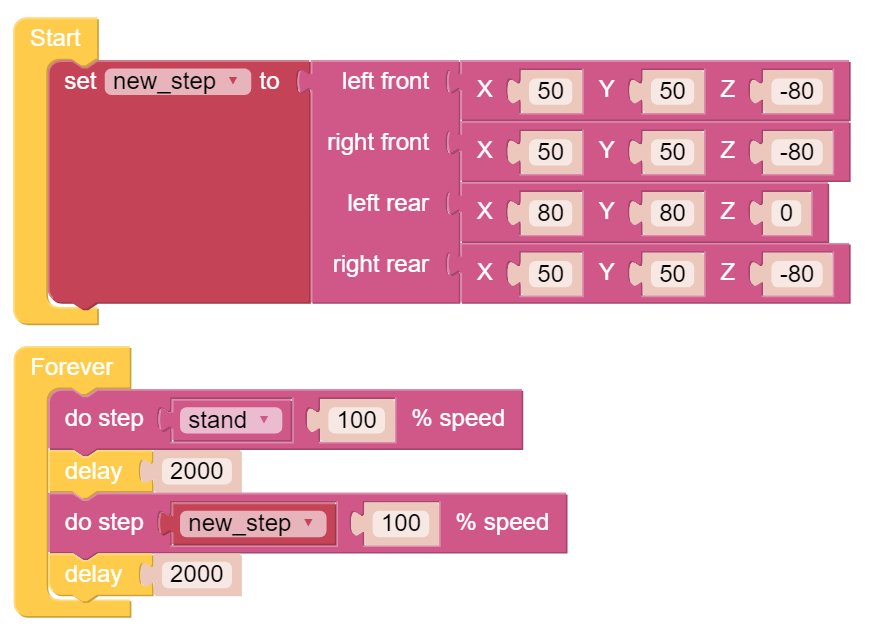 Start
set new_step to left front X 50 Y 50 Z -80
right front X 50 Y 50 Z -80
left rear X 80 Y 80 Z 0
right rear X 50 Y 50 Z -80
Forever
do step stand 100 % speed
delay 2000
do step new_step 100 % speed
delay 2000